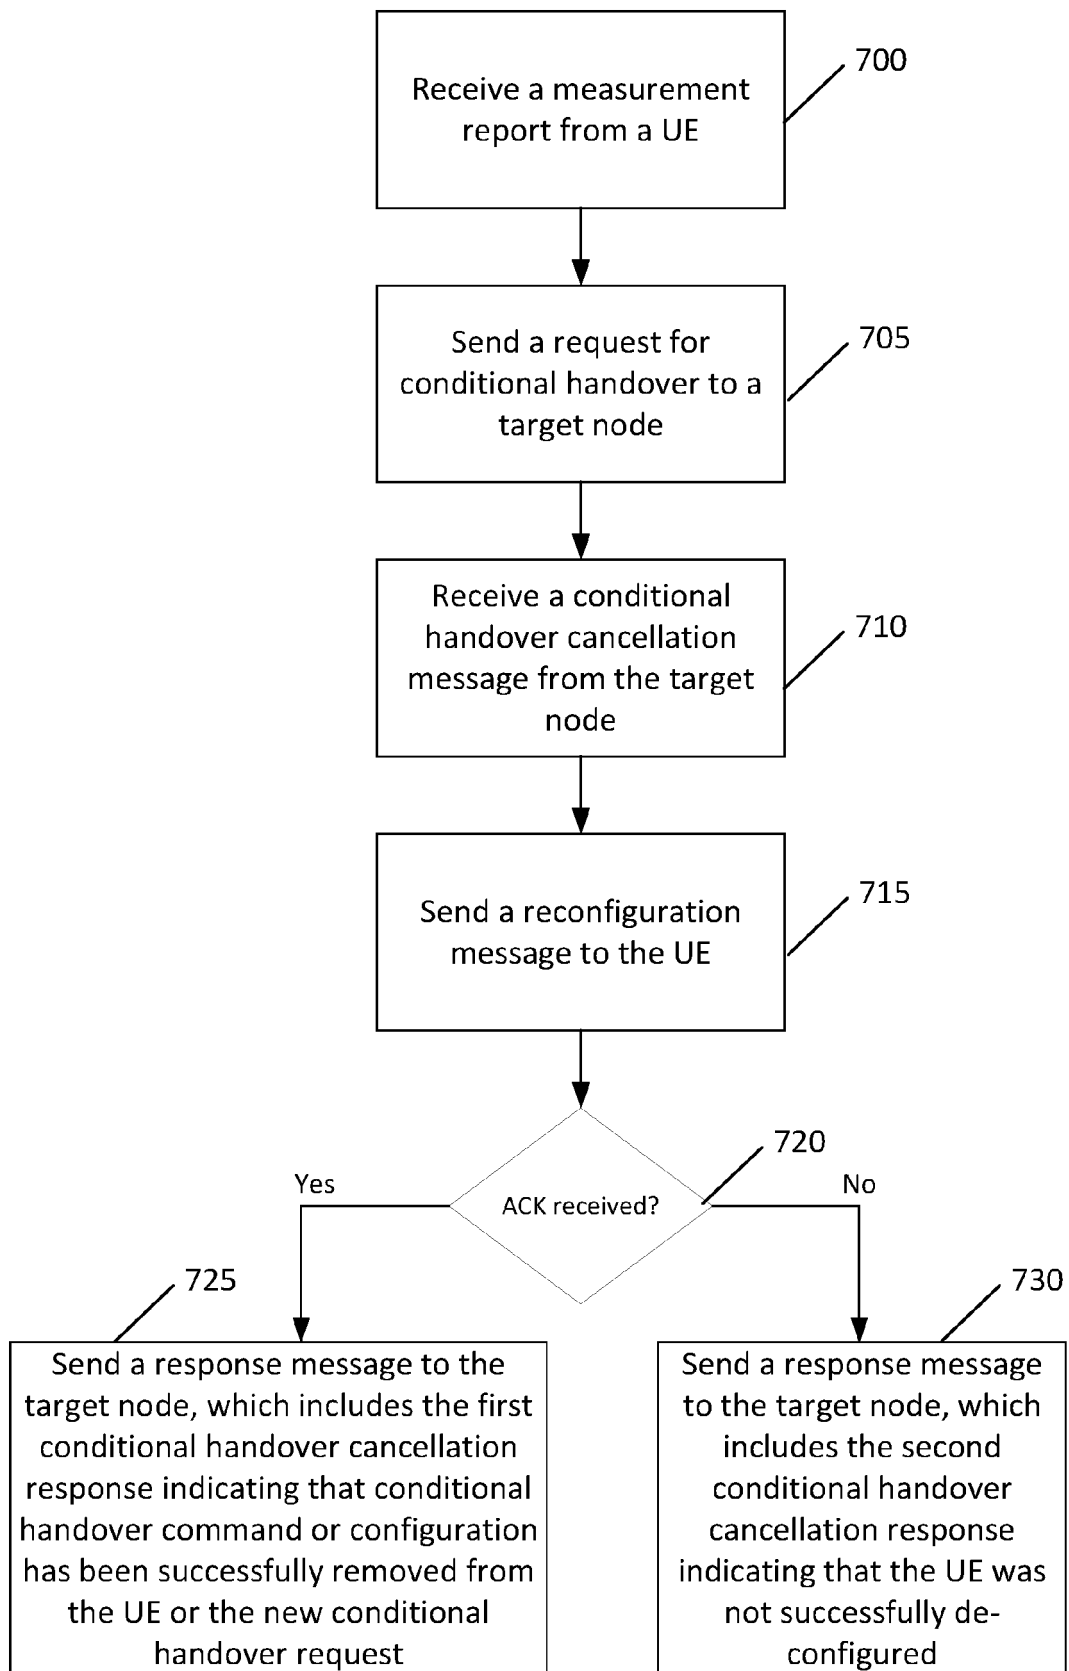 Receive a measurement
report from a UE
700
Send a request for
conditional handover to a
target node
705
Receive a conditional
handover cancellation
message from the target
node
710
Send a reconfiguration
message to the UE
715
ACK received?
720
Yes
No
725
Send a response message to the
target node, which includes the first
conditional handover cancellation
response indicating that conditional
handover command or configuration
has been successfully removed from
the UE or the new conditional
handover request
730
Send a response message
to the target node, which
includes the second
conditional handover
cancellation response
indicating that the UE was
not successfully de-
configured